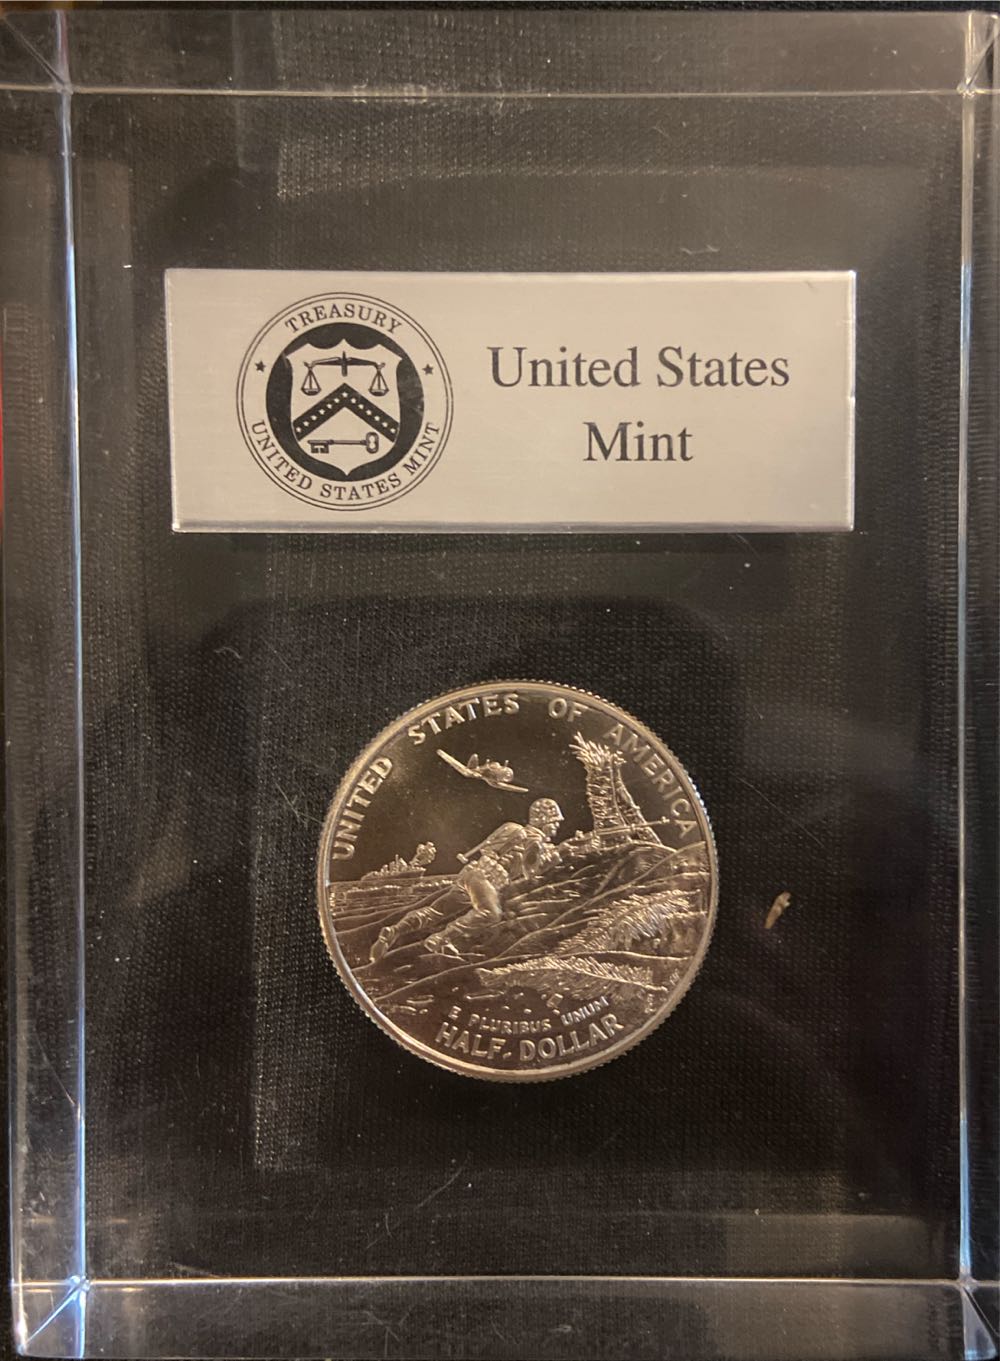 TREASURY
UNITED STATES MINT
United States
Mint
UNITED STATES OF AMERICA
E PLURIBUS UNUM
HALF DOLLAR